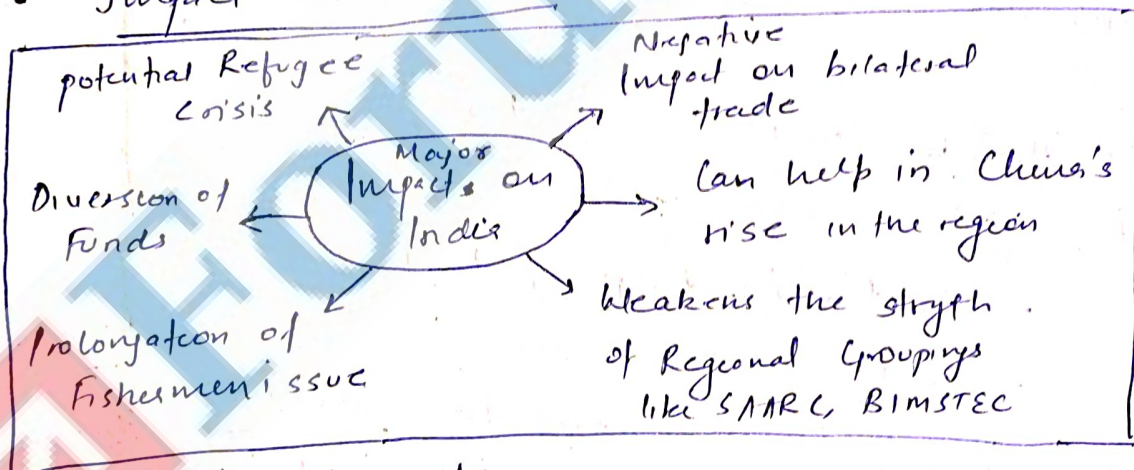 potential Refugee
Crisis
Negative
Impact on bilateral
trade
Major
Impacts on
India
Diversion of
Funds
Can help in China's
rise in the region
Prolongation of
Fishermen issue
Weakens the
of Regional Groupings
like SAARC, BIMSTEC